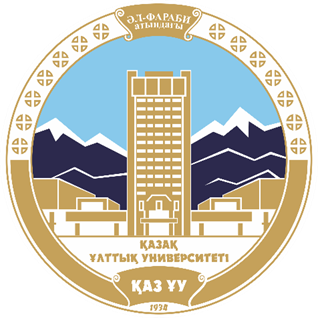 ӘЛ-ФАРАБИ
АТЫНДАҒЫ
ҚАЗАҚ
ҰЛТТЫҚ УНИВЕРСИТЕТІ
ҚАЗ ҰУ
1934